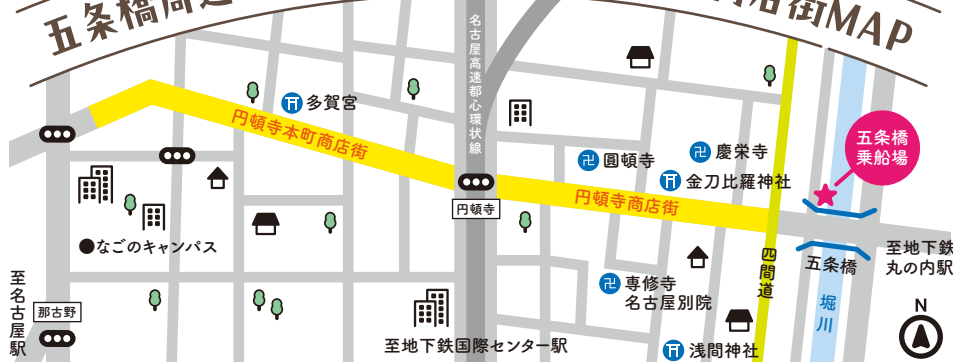 五条橋周辺
商店街MAP
名古屋高速都心環状線
多賀宮
円頓寺本町商店街
五条橋
乗船場
慶栄寺
圓頓寺
金刀比羅神社
円頓寺
円頓寺商店街
●なごのキャンパス
四間道
五条橋
至地下鉄
丸の内駅
至名古屋駅
那古野
専修寺
名古屋別院
堀川
N
至地下鉄国際センター駅
浅間神社